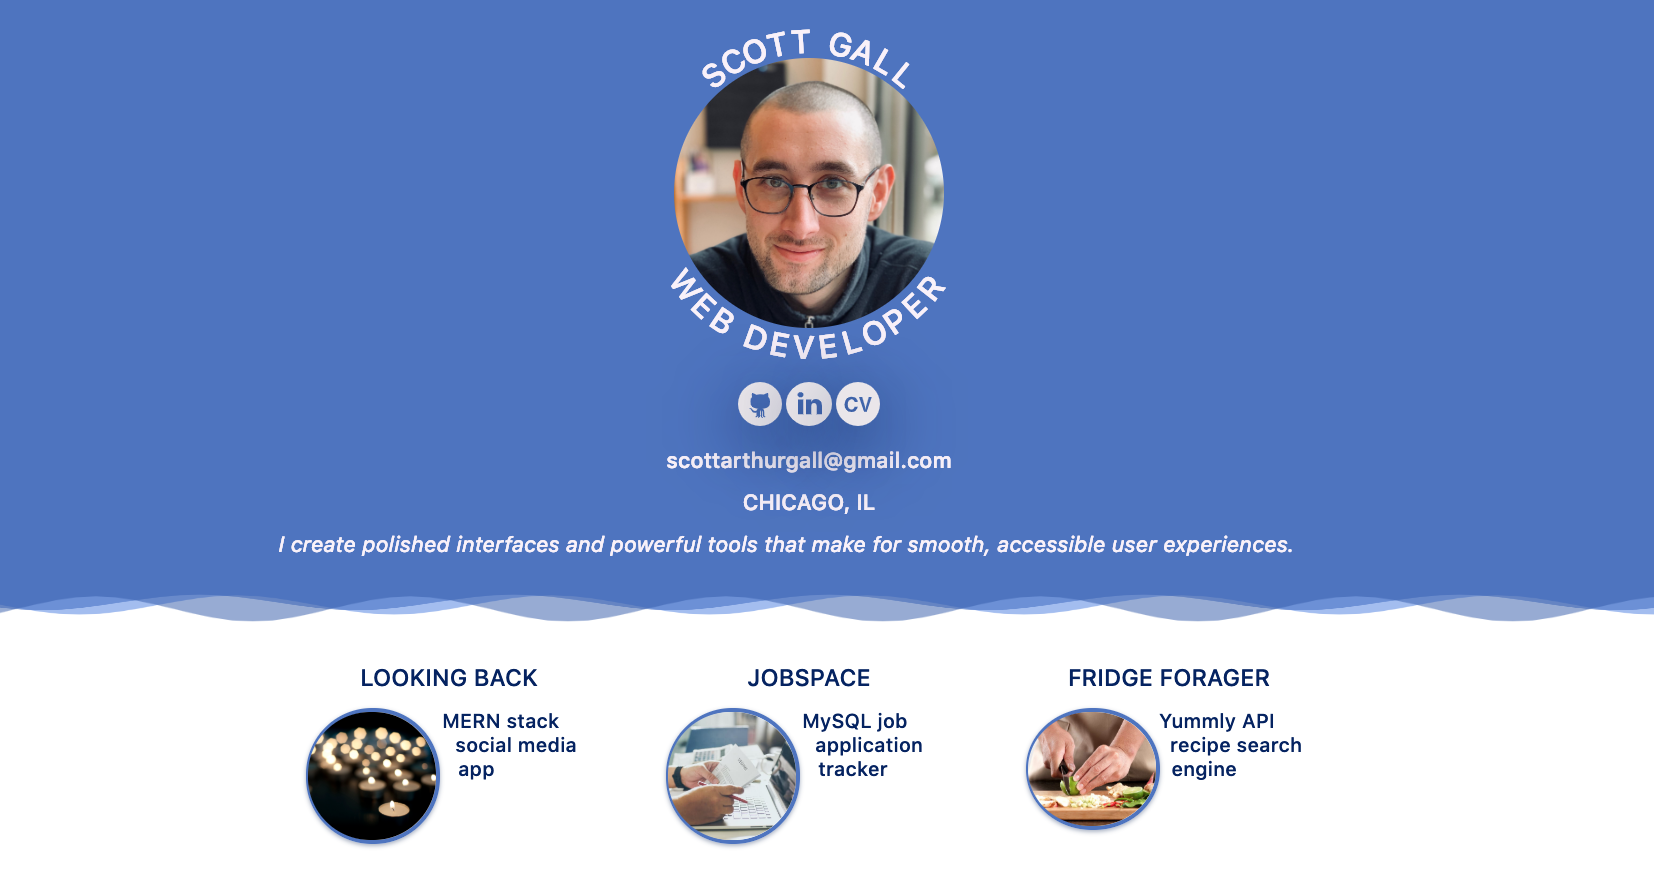 SCOTT GALL
WEB DEVELOPER
in
CV
scottarthurgall@gmail.com
CHICAGO, IL
I create polished interfaces and powerful tools that make for smooth, accessible user experiences.
LOOKING BACK
MERN stack
social media
app
JOBSPACE
MySQL job
application
tracker
FRIDGE FORAGER
Yummly API
recipe search
engine